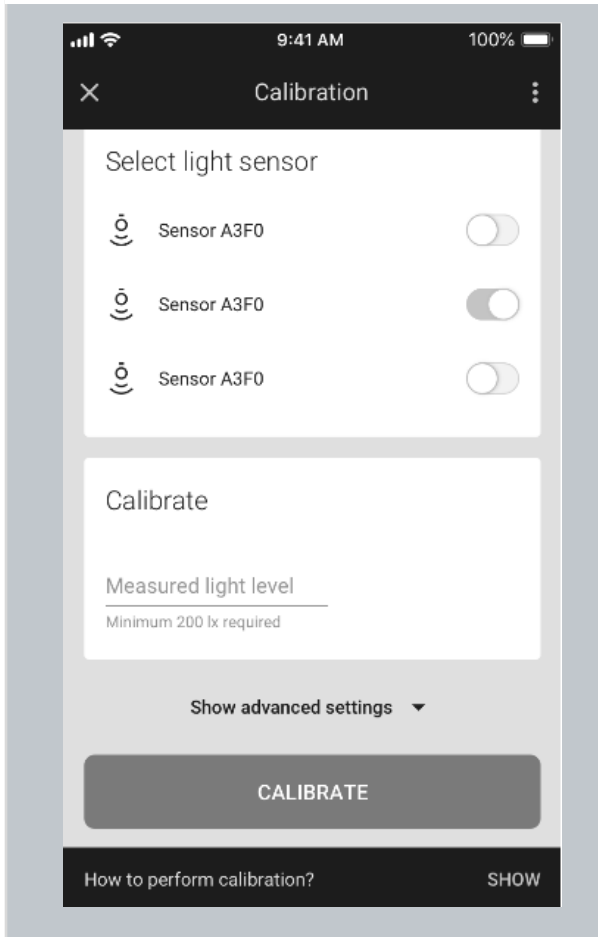 9:41 AM 100%
Calibration
Select light sensor
Sensor A3F0
Sensor A3F0
Sensor A3F0
Calibrate
Measured light level
Minimum 200 lx required
Show advanced settings
CALIBRATE
How to perform calibration? SHOW